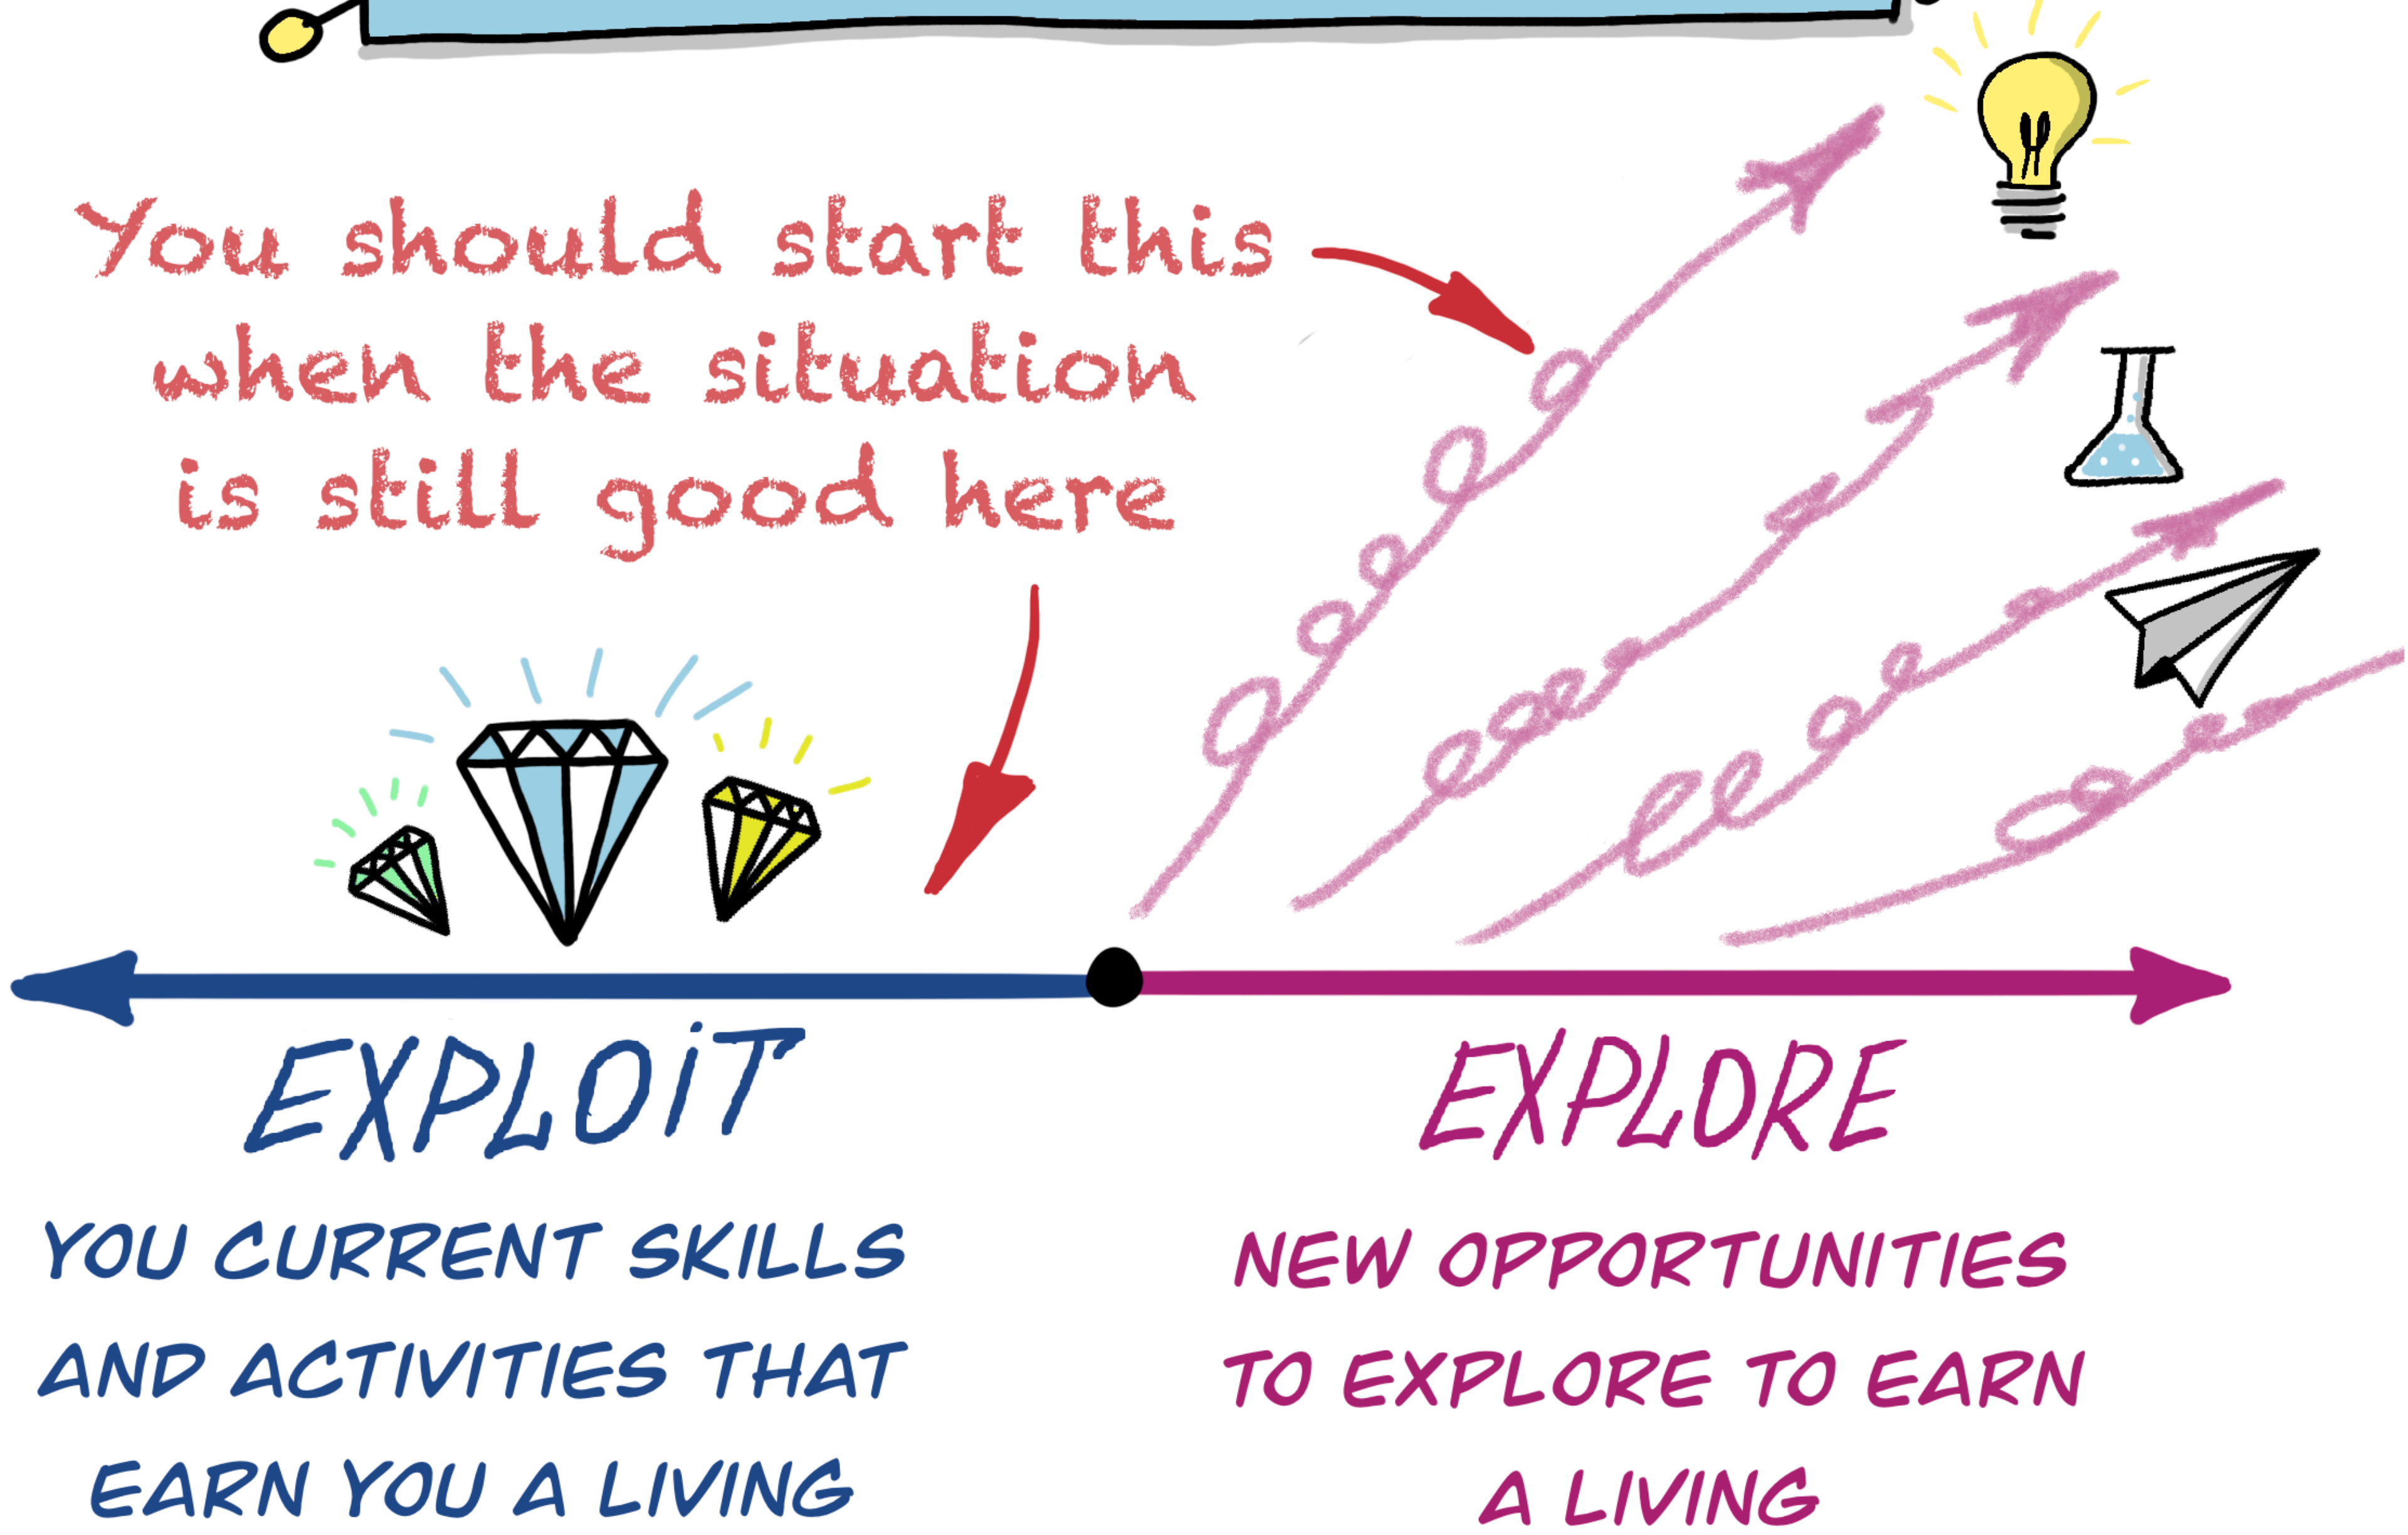 You should start this
when the situation
is still good here
EXPLOIT
EXPLORE
YOU CURRENT SKILLS
AND ACTIVITIES THAT
EARN YOU A LIVING
NEW OPPORTUNITIES
TO EXPLORE TO EARN
A LIVING